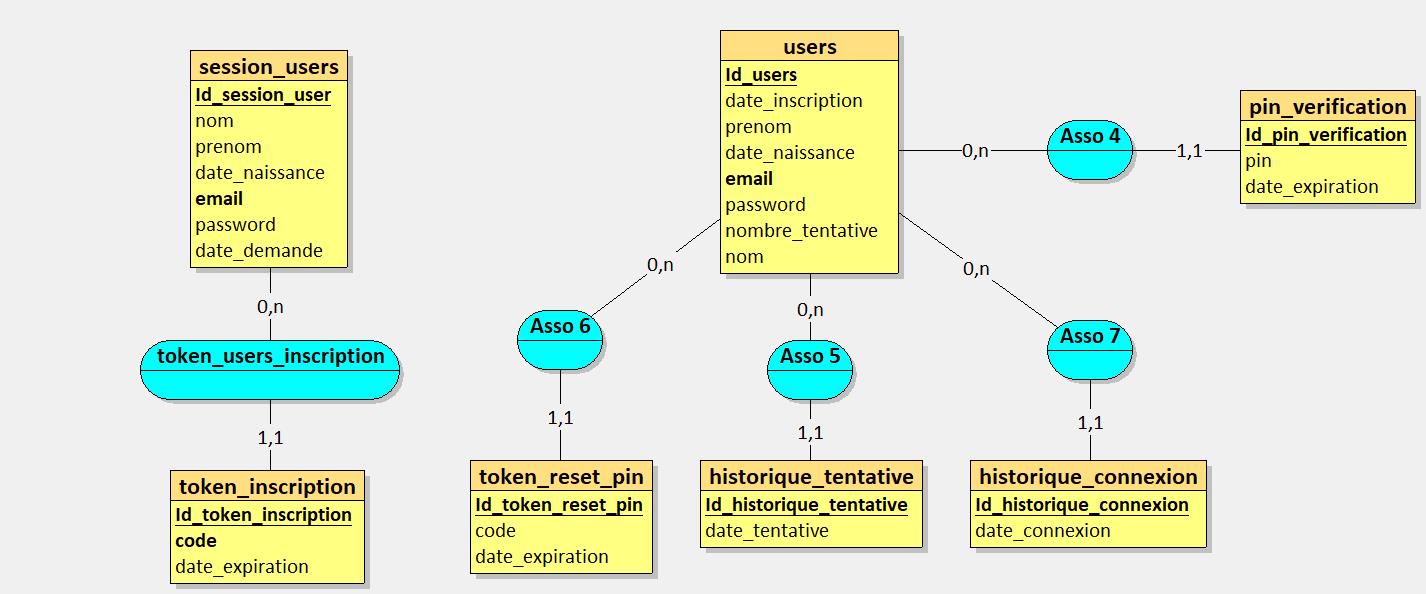 session_users
Id_session_user
nom
prenom
date_naissance
email
password
date_demande
0,n
token_users_inscription
1,1
token_inscription
Id_token_inscription
code
date_expiration
users
Id_users
date_inscription
prenom
date_naissance
email
password
nombre_tentative
nom
0,n
Asso 4
1,1
pin_verification
Id_pin_verification
pin
date_expiration
0,n
Asso 6
1,1
token_reset_pin
Id_token_reset_pin
code
date_expiration
0,n
Asso 5
1,1
historique_tentative
Id_historique_tentative
date_tentative
0,n
Asso 7
1,1
historique_connexion
Id_historique_connexion
date_connexion